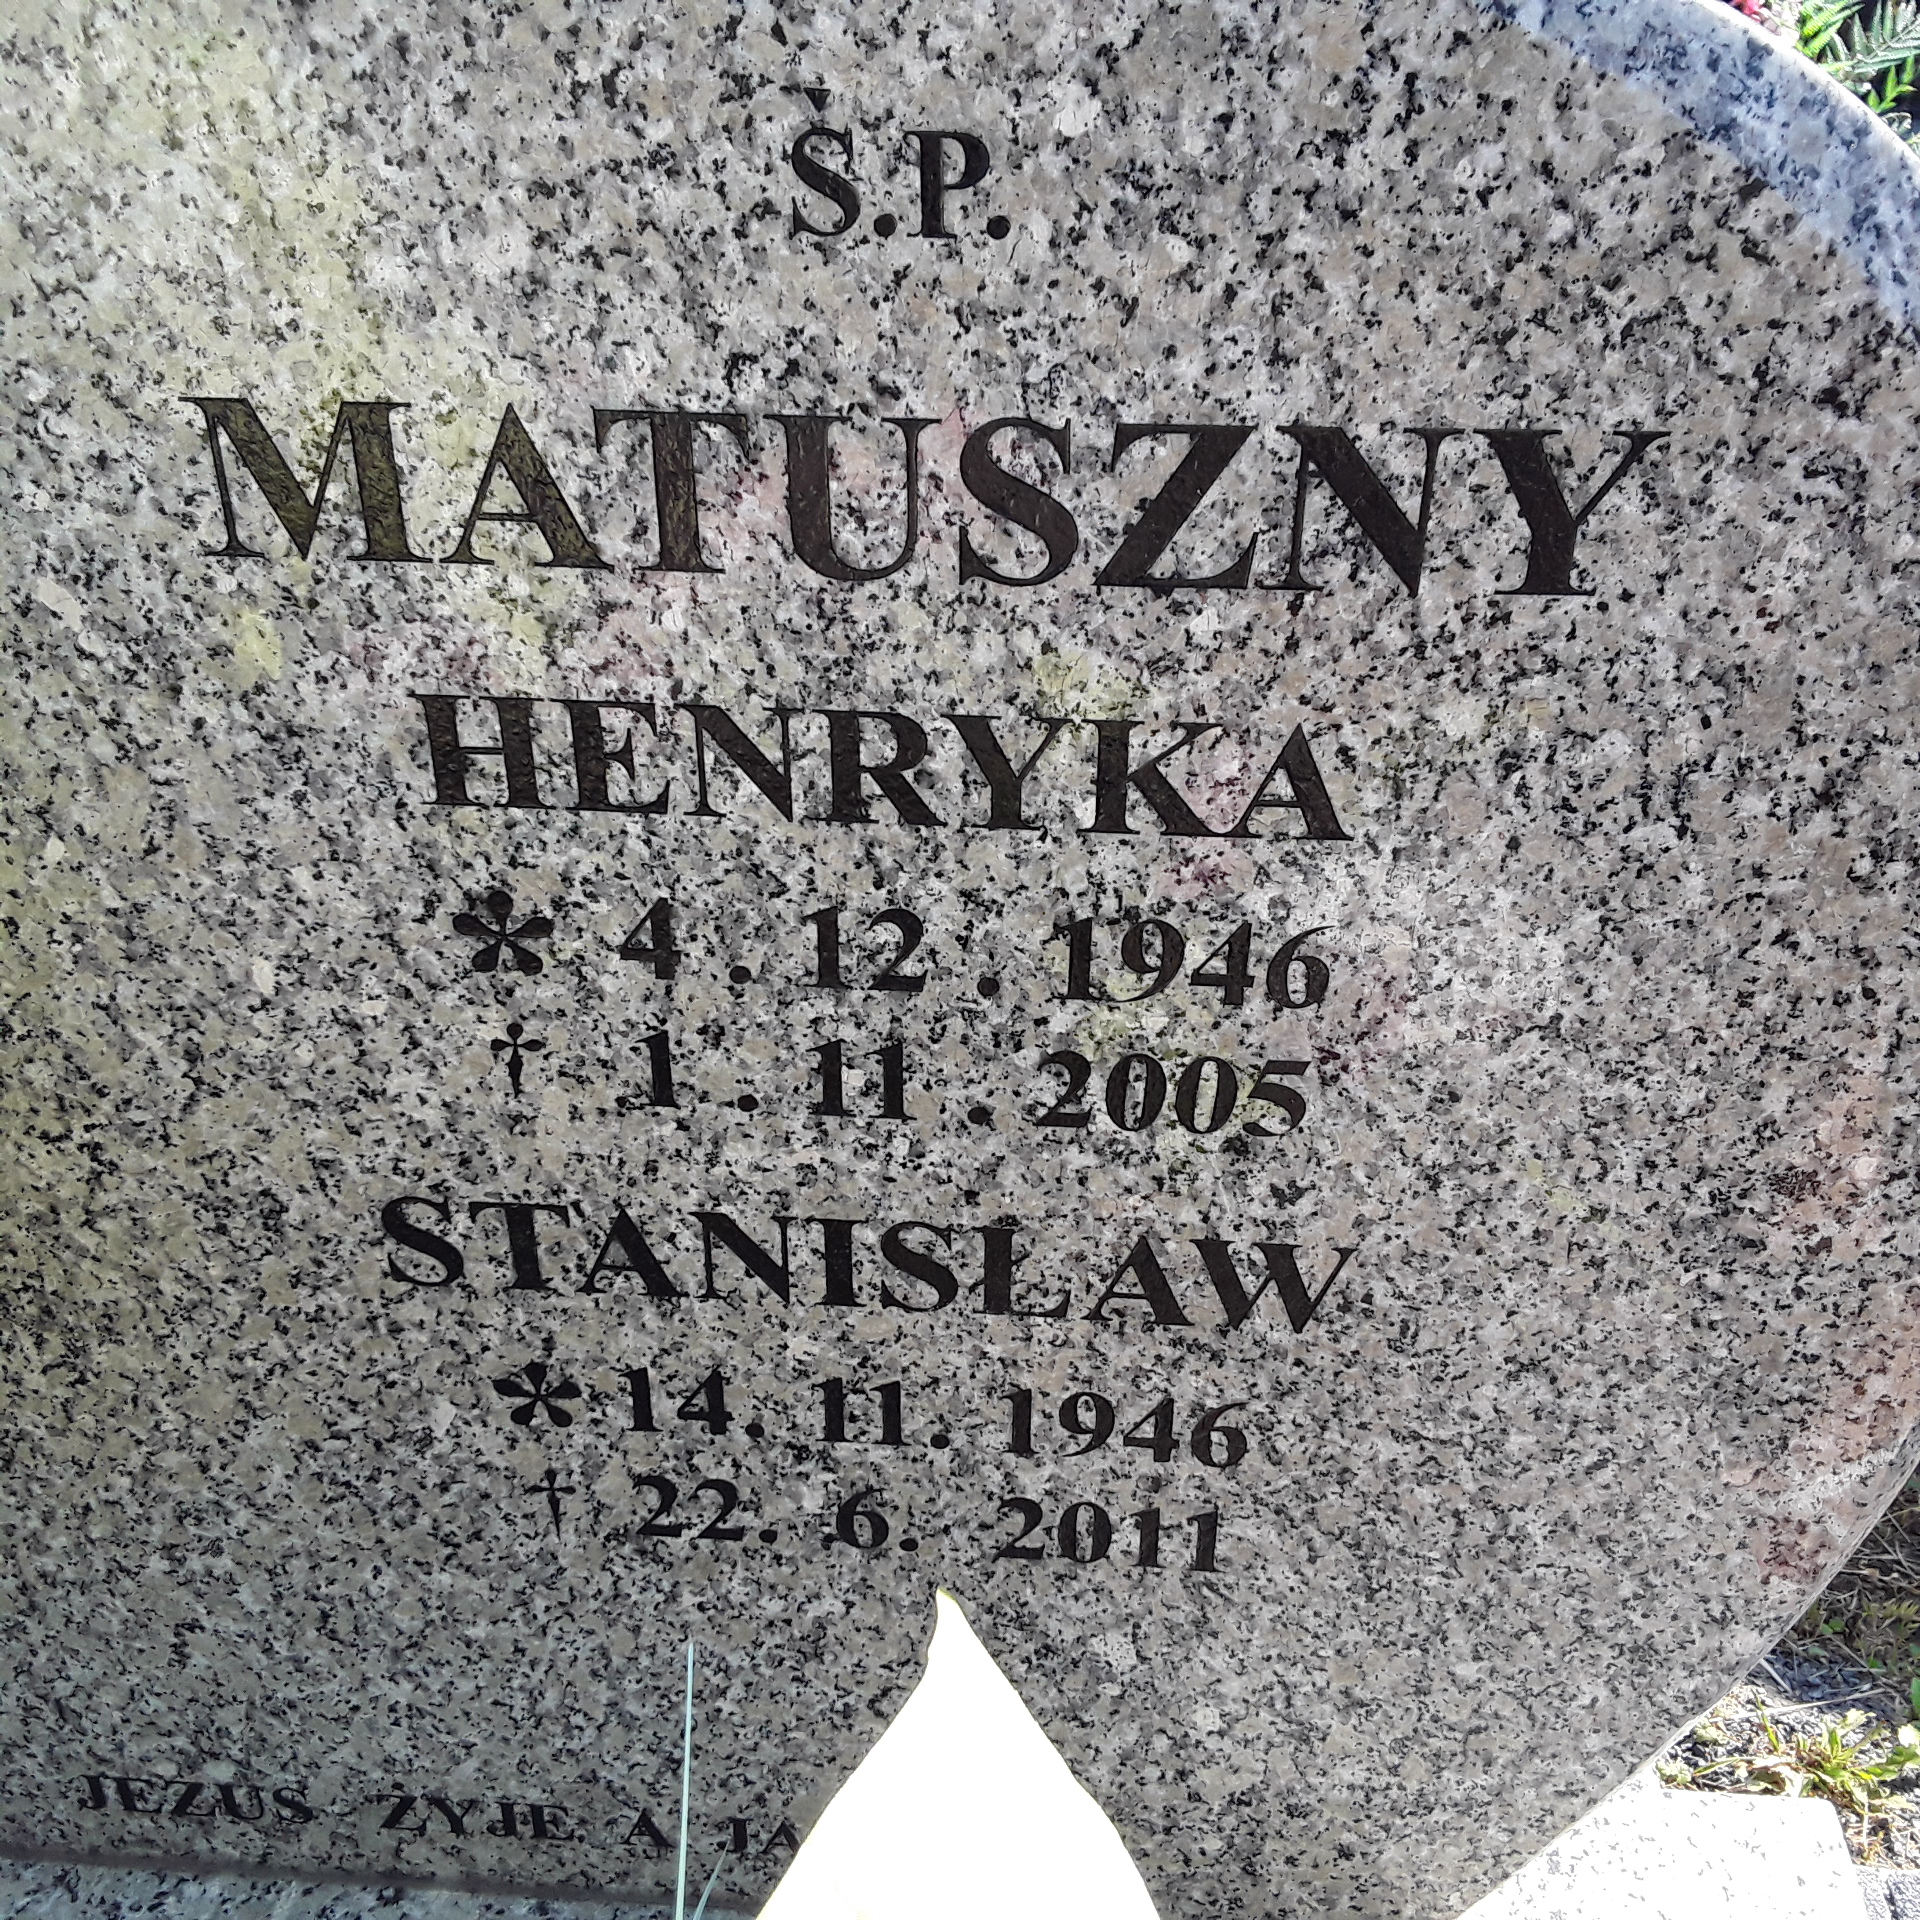 Ś.P.
MATUSZNY
HENRYKA
* 4 . 12 . 1946
† 1 . 11 . 2005
STANISŁAW
* 14. 11. 1946
† 22. 6. 2011
JEZUS ŻYJE A JA